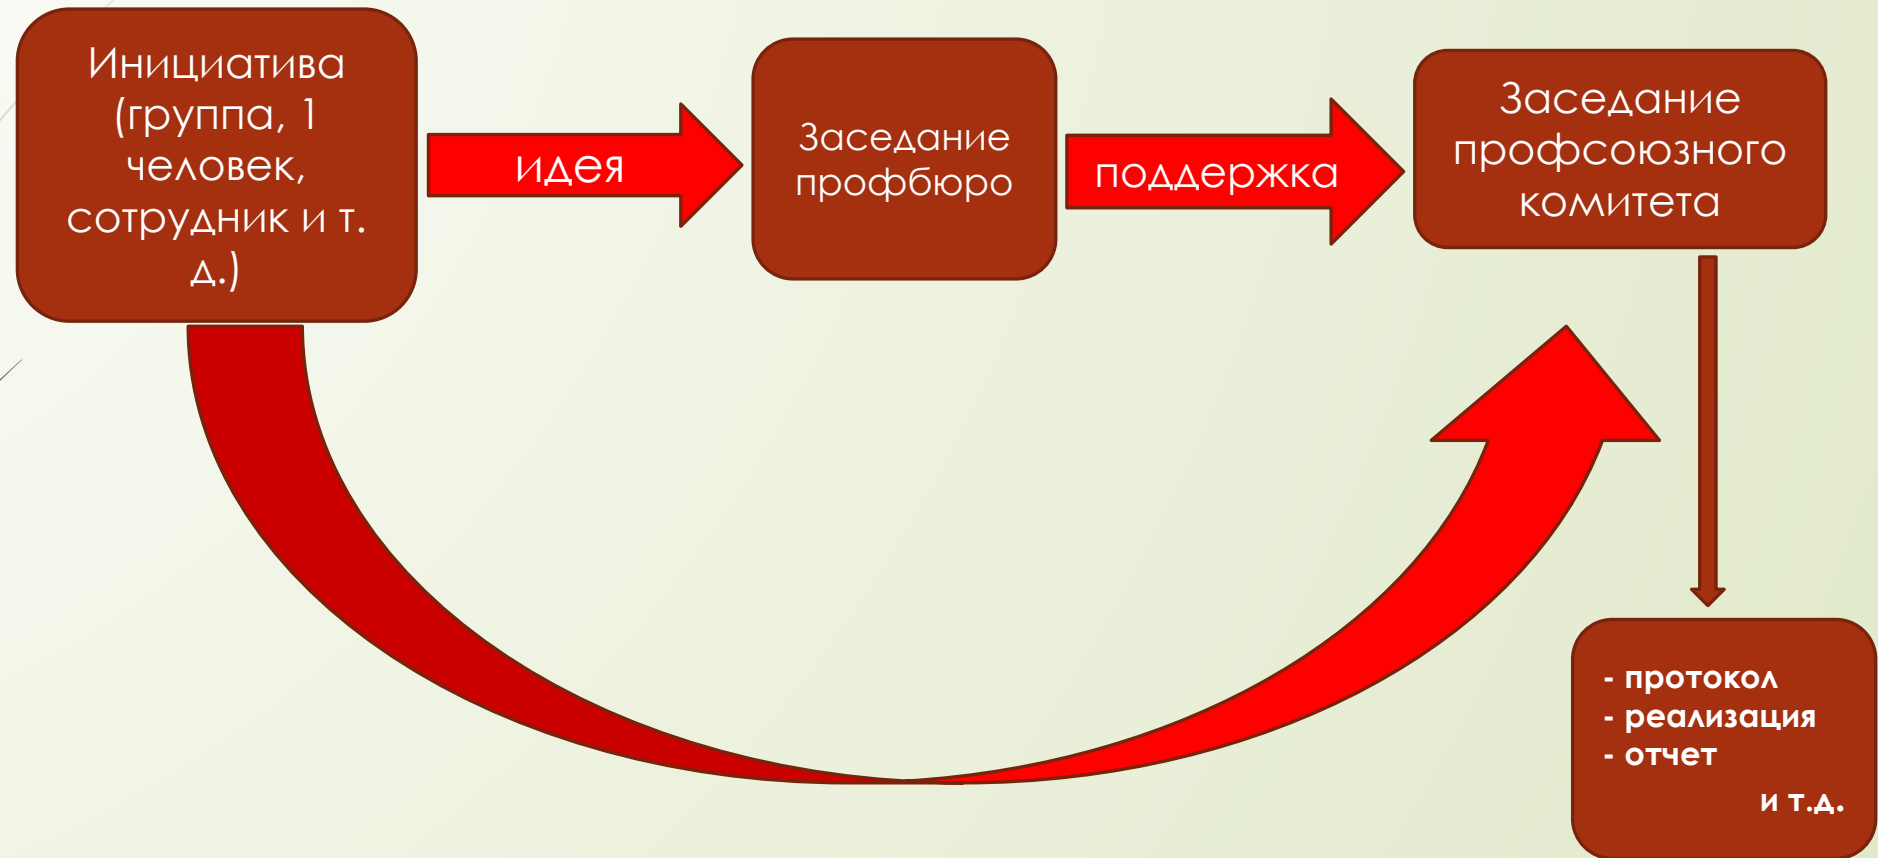 Инициатива
(группа, 1
человек,
сотрудник и т.
д.)
идея
Заседание
профбюро
поддержка
Заседание
профсоюзного
комитета
- протокол
- реализация
- отчет
и т.д.